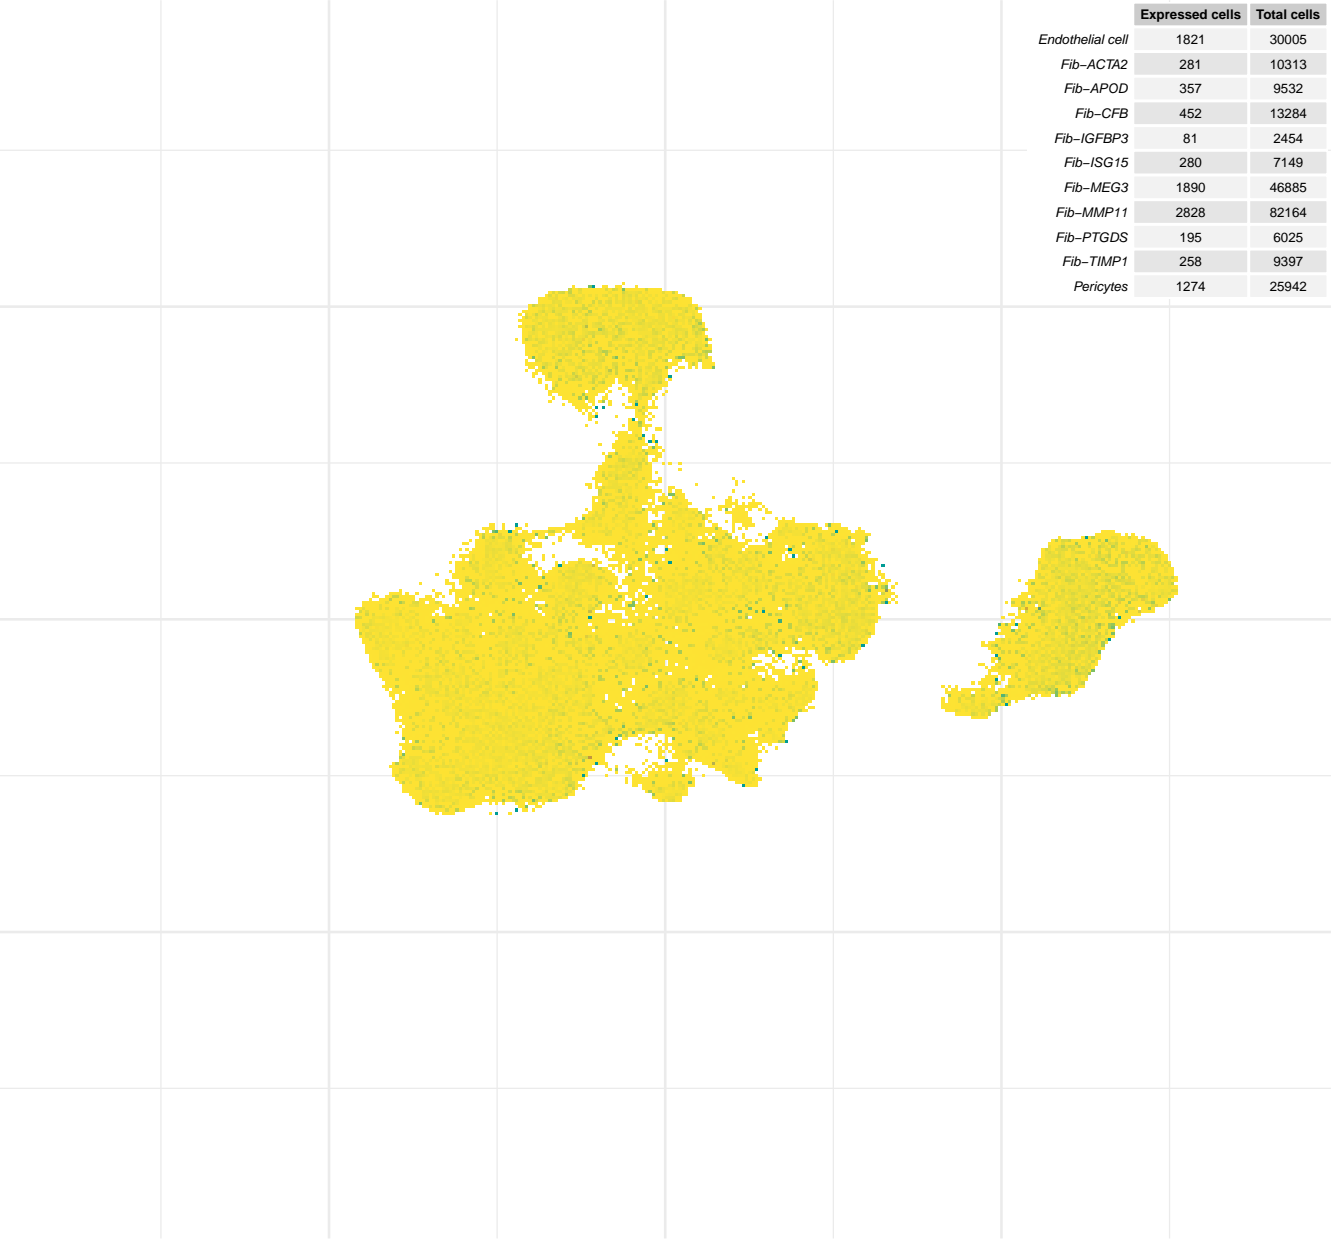 Expressed cells Total cells
Endothelial cell 1821 30005
Fib−ACTA2 281 10313
Fib−APOD 357 9532
Fib−CFB 452 13284
Fib−IGFBP3 81 2454
Fib−ISG15 280 7149
Fib−MEG3 1890 46885
Fib−MMP11 2828 82164
Fib−PTGDS 195 6025
Fib−TIMP1 258 9397
Pericytes 1274 25942